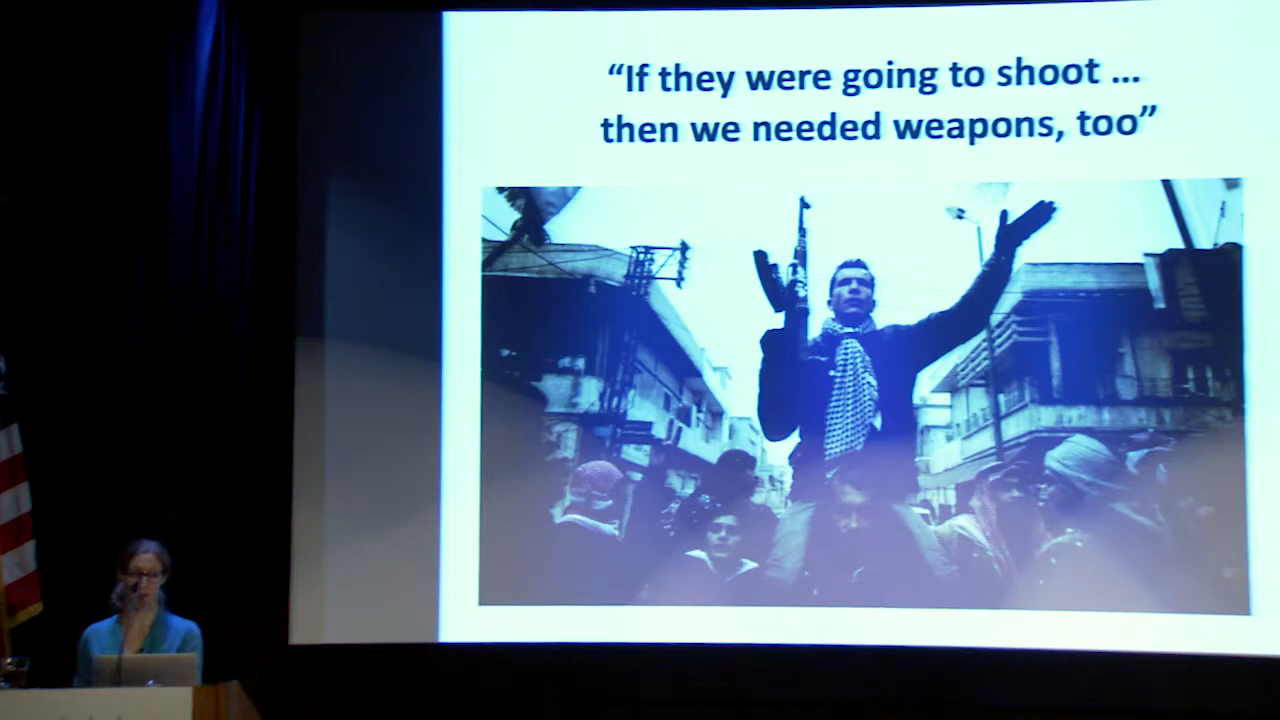 “If they were going to shoot ...
then we needed weapons, too”